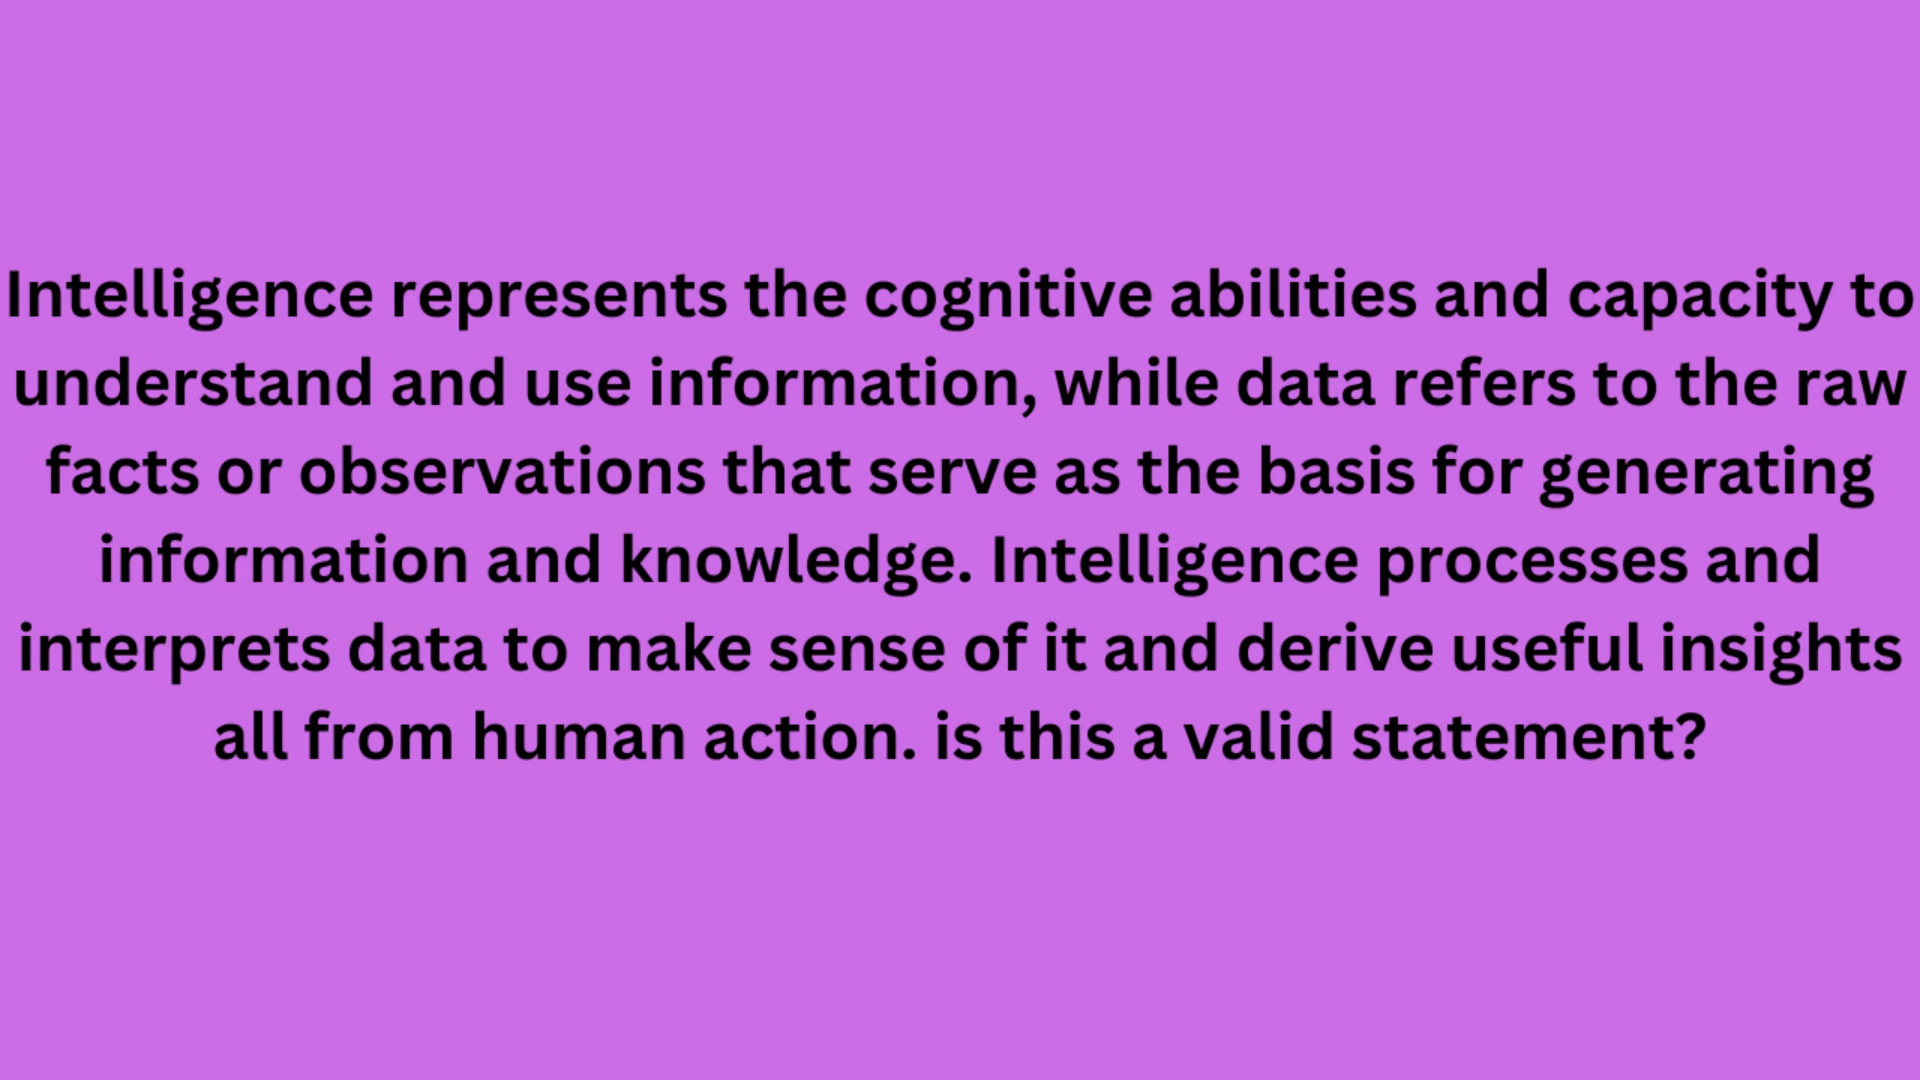 Intelligence represents the cognitive abilities and capacity to
understand and use information, while data refers to the raw
facts or observations that serve as the basis for generating
information and knowledge. Intelligence processes and
interprets data to make sense of it and derive useful insights
all from human action. is this a valid statement?